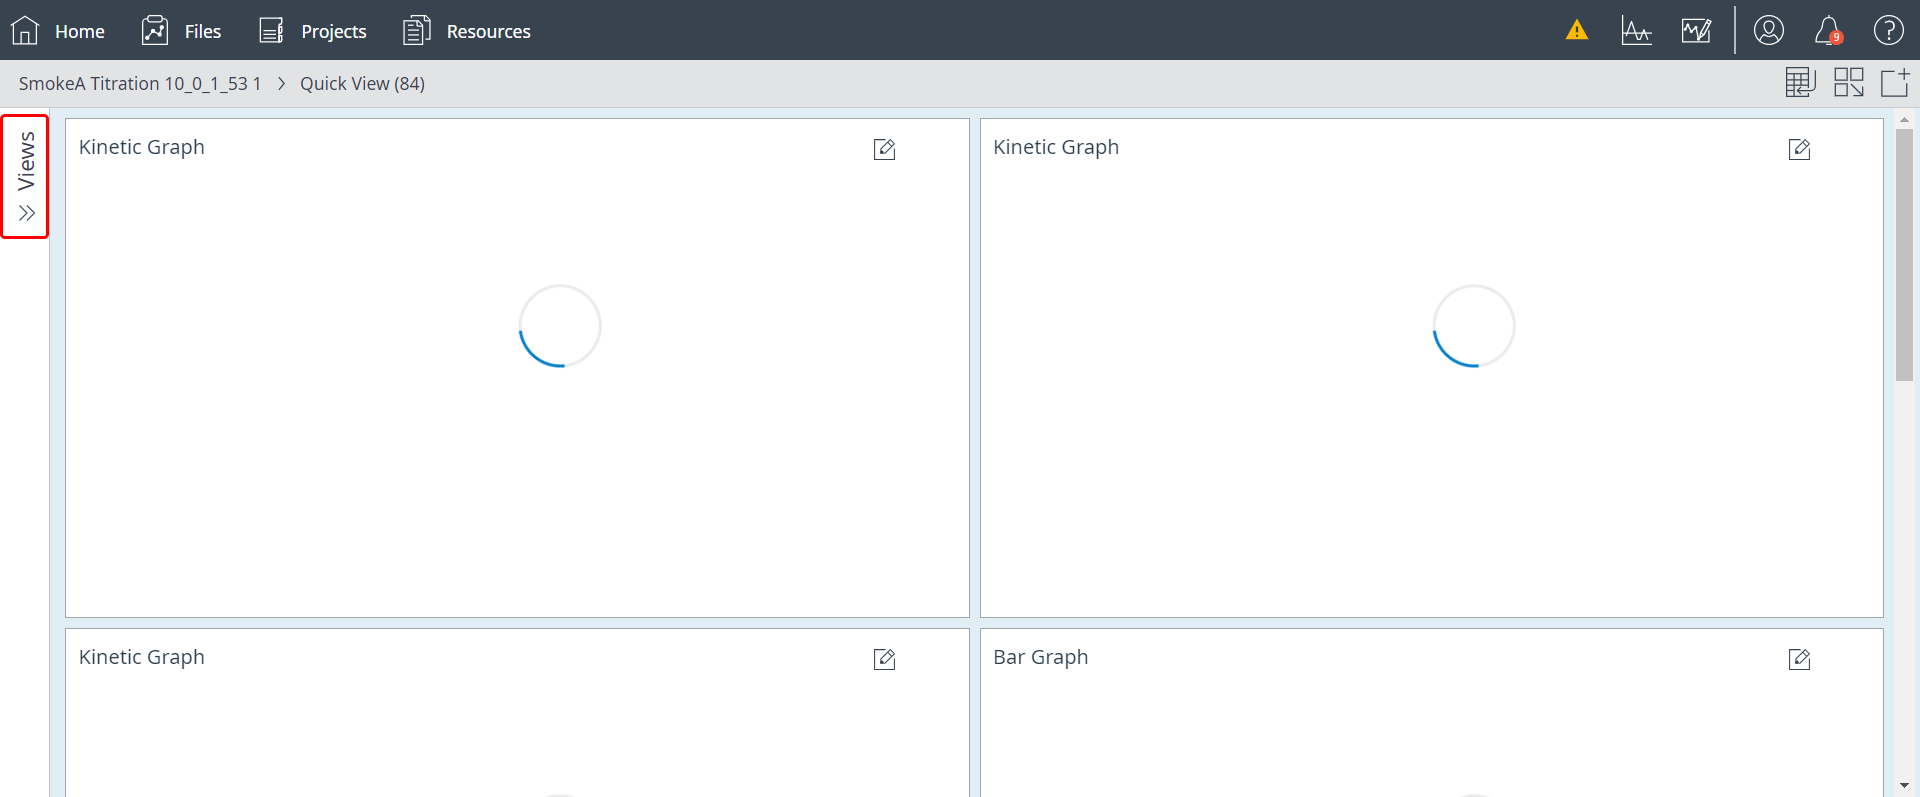 Home Files Projects Resources
9
SmokeA Titration 10_0_1_53 1 > Quick View (84)
Views
Kinetic Graph
Kinetic Graph
Kinetic Graph
Bar Graph